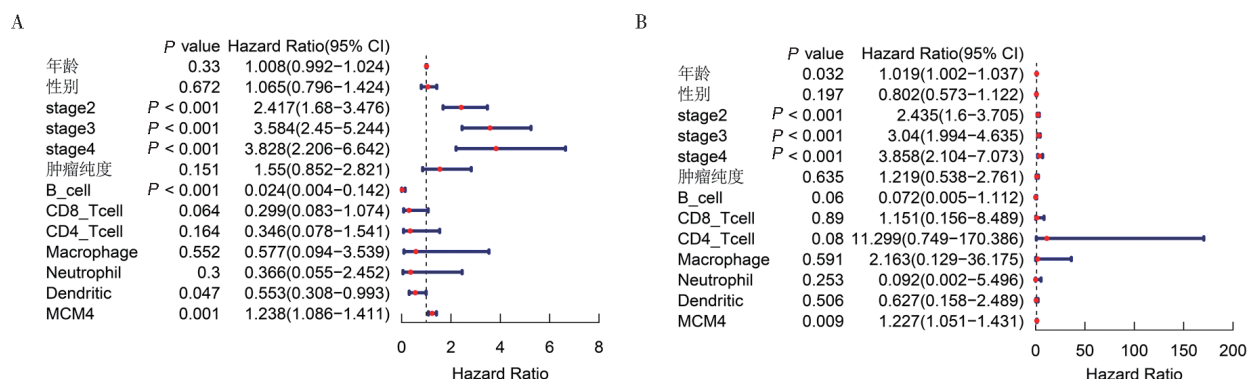 A
P value Hazard Ratio(95% CI)
年龄 0.33 1.008(0.992−1.024)
性别 0.672 1.065(0.796−1.424)
stage2 P < 0.001 2.417(1.68−3.476)
stage3 P < 0.001 3.584(2.45−5.244)
stage4 P < 0.001 3.828(2.206−6.642)
肿瘤纯度 0.151 1.55(0.852−2.821)
B_cell P < 0.001 0.024(0.004−0.142)
CD8_Tcell 0.064 0.299(0.083−1.074)
CD4_Tcell 0.164 0.346(0.078−1.541)
Macrophage 0.552 0.577(0.094−3.539)
Neutrophil 0.3 0.366(0.055−2.452)
Dendritic 0.047 0.553(0.308−0.993)
MCM4 0.001 1.238(1.086−1.411)
0 2 4 6 8
Hazard Ratio
B
P value Hazard Ratio(95% CI)
年龄 0.032 1.019(1.002−1.037)
性别 0.197 0.802(0.573−1.122)
stage2 P < 0.001 2.435(1.6−3.705)
stage3 P < 0.001 3.04(1.994−4.635)
stage4 P < 0.001 3.858(2.104−7.073)
肿瘤纯度 0.635 1.219(0.538−2.761)
B_cell 0.06 0.072(0.005−1.112)
CD8_Tcell 0.89 1.151(0.156−8.489)
CD4_Tcell 0.08 11.299(0.749−170.386)
Macrophage 0.591 2.163(0.129−36.175)
Neutrophil 0.253 0.092(0.002−5.496)
Dendritic 0.506 0.627(0.158−2.489)
MCM4 0.009 1.227(1.051−1.431)
0 50 100 150 200
Hazard Ratio